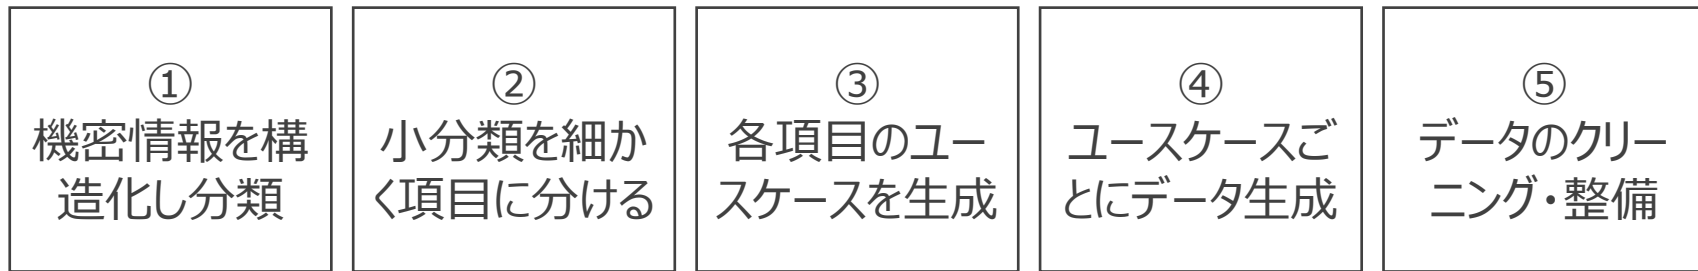 ①
機密情報を構
造化し分類
②
小分類を細か
く項目に分ける
③
各項目のユー
スケースを生成
④
ユースケースご
とにデータ生成
⑤
データのクリー
ニング・整備